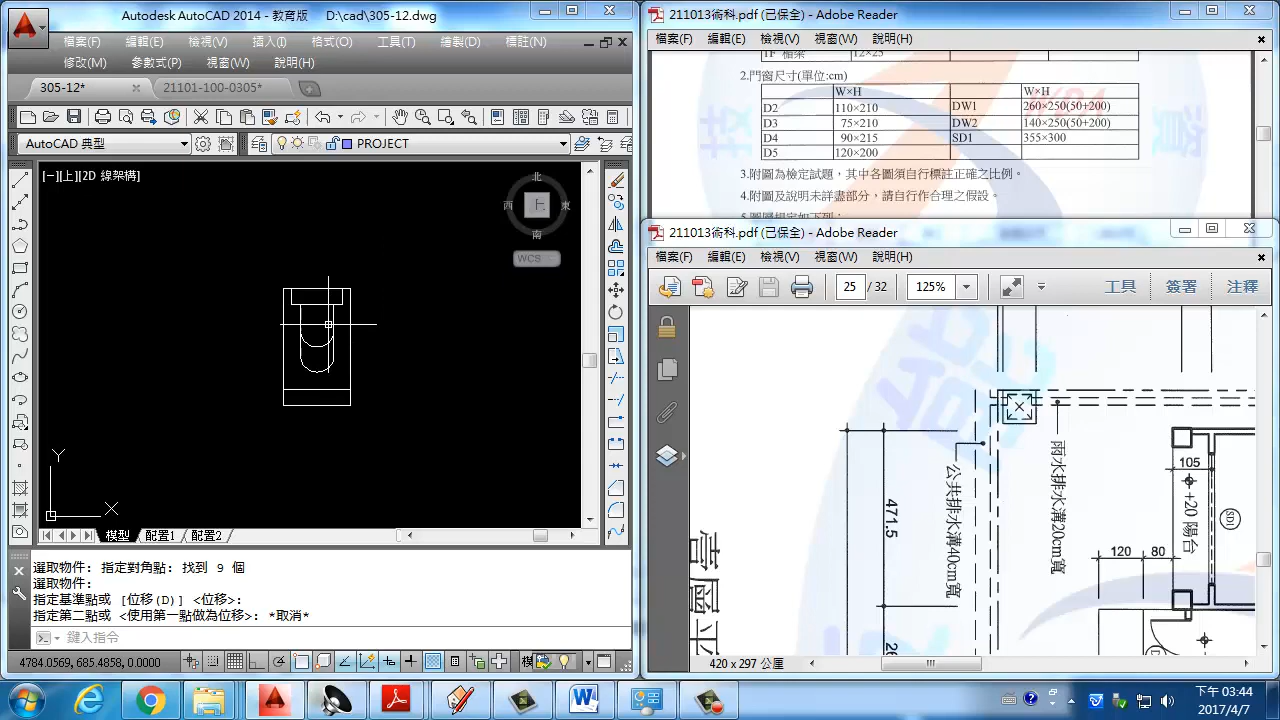 Autodesk AutoCAD 2014 - 教育版 D:\cad\305-12.dwg
檔案(F) 編輯(E) 檢視(V) 插入(I) 格式(O) 工具(T) 繪製(D) 標註(N)
修改(M) 參數式(P) 視窗(W) 說明(H)
305-12*
21101-100-0305*
AutoCAD 典型
PROJECT
[−][上][2D 線架構]
北
西
上
東
南
WCS
Y
X
模型
配置1
配置2
選取物件: 指定對角點: 找到 9 個
選取物件:
指定基準點或 [位移(D)] <位移>:
指定第二點或 <使用第一點做為位移>: *取消*
鍵入指令
4784.0569, 685.4858, 0.0000
模
211013術科.pdf (已保全) - Adobe Reader
檔案(F) 編輯(E) 檢視(V) 視窗(W) 說明(H)
2.門窗尺寸(單位:cm)
W×H W×H
D2 110×210 DW1 260×250(50+200)
D3 75×210 DW2 140×250(50+200)
D4 90×215 SD1 355×300
D5 120×200
3.附圖為檢定試題，其中各圖須自行標註正確之比例。
4.附圖及說明未詳盡部分，請自行作合理之假設。
211013術科.pdf (已保全) - Adobe Reader
檔案(F) 編輯(E) 檢視(V) 視窗(W) 說明(H)
25 / 32
125%
工具 簽署 注釋
雨水排水溝20cm寬
公共排水溝40cm寬
471.5
105
+20 陽台
SD1
120
80
420 x 297 公厘
下午 03:44
2017/4/7